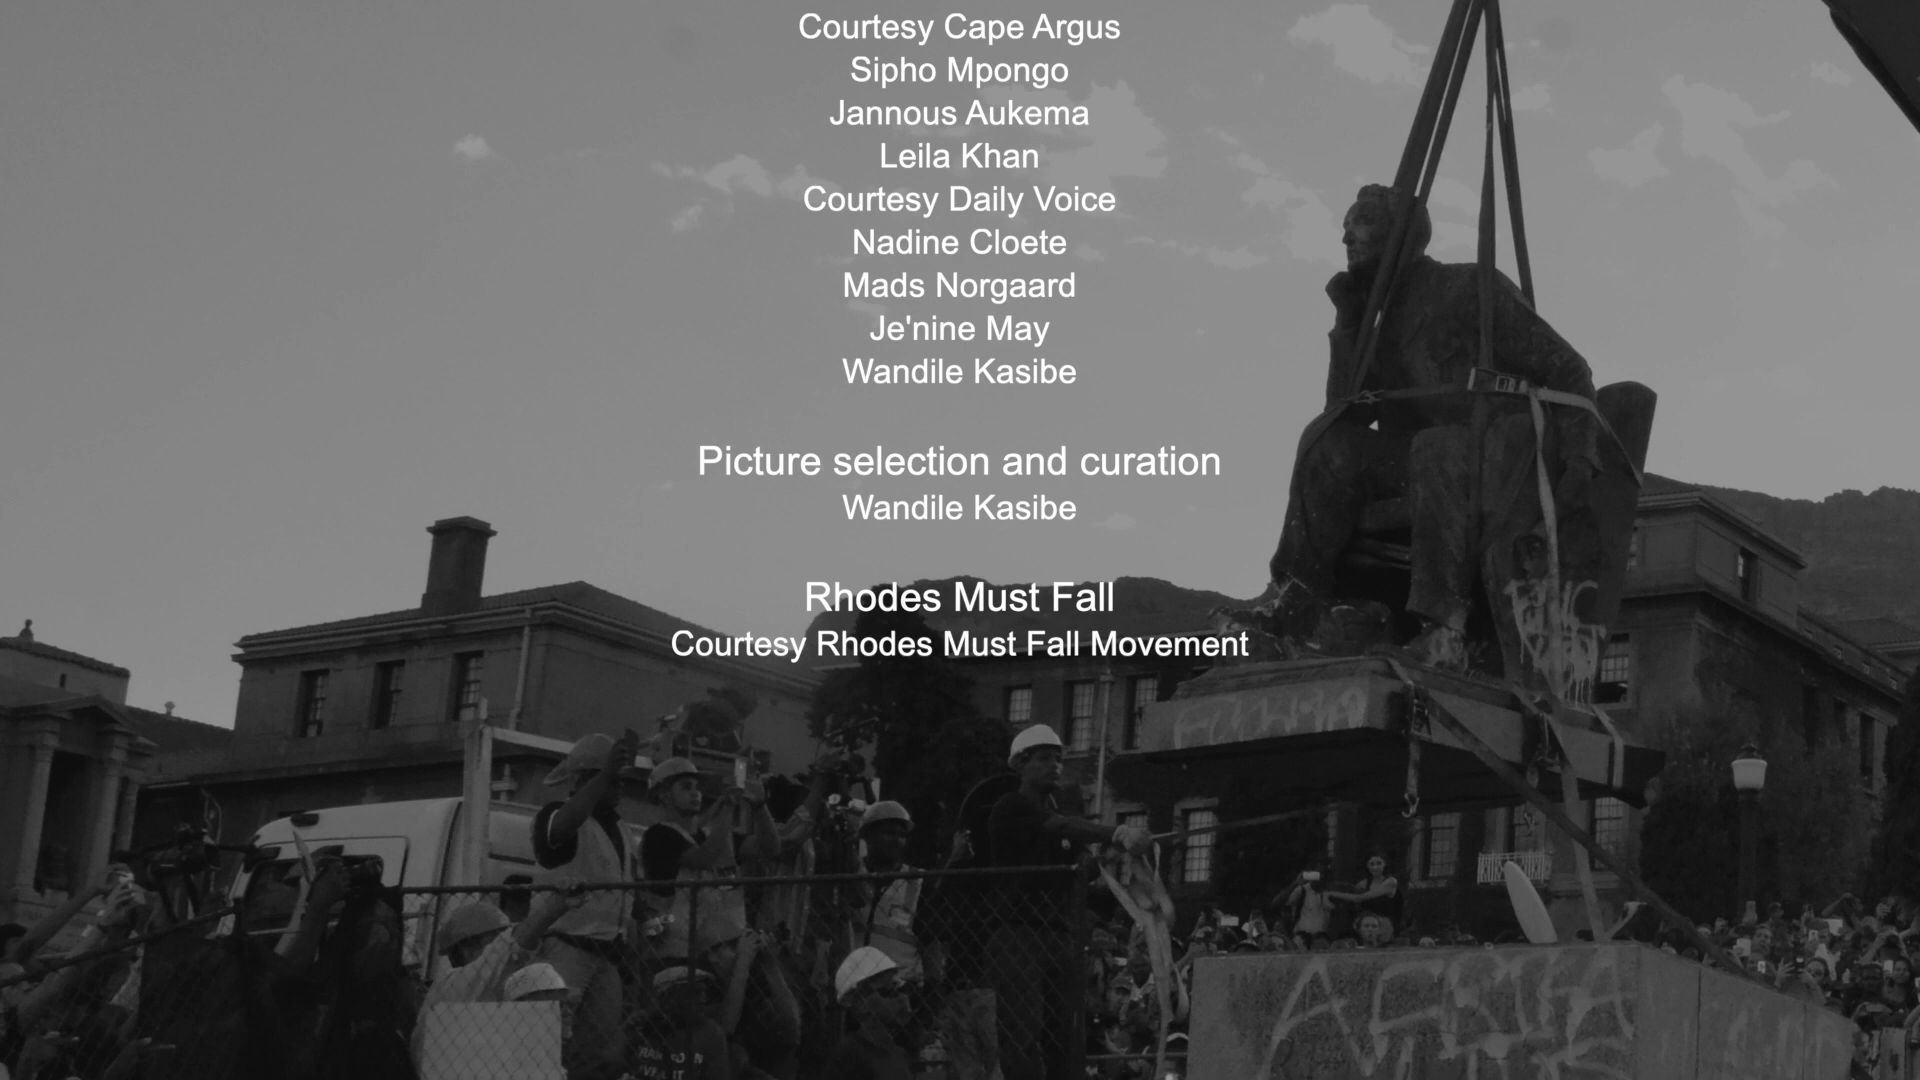 Courtesy Cape Argus
Sipho Mpongo
Jannous Aukema
Leila Khan
Courtesy Daily Voice
Nadine Cloete
Mads Norgaard
Je'nine May
Wandile Kasibe
Picture selection and curation
Wandile Kasibe
Rhodes Must Fall
Courtesy Rhodes Must Fall Movement